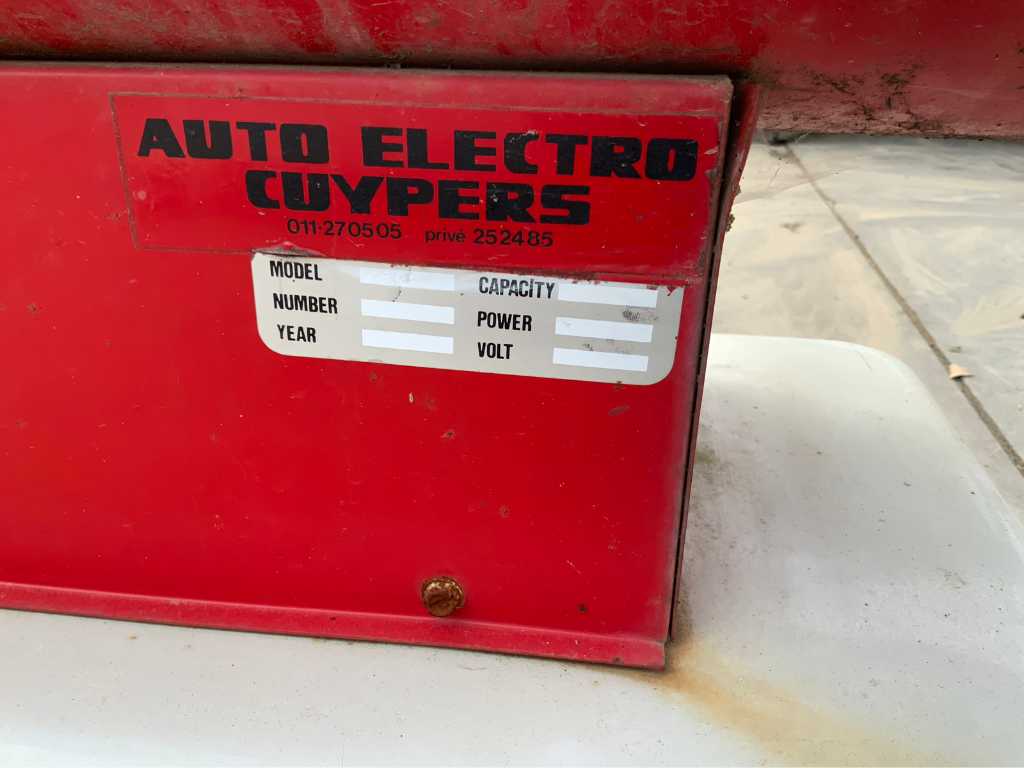 AUTO ELECTRO
CUYPERS
011-270505 privé 252485
MODEL CAPACITY
NUMBER POWER
YEAR VOLT